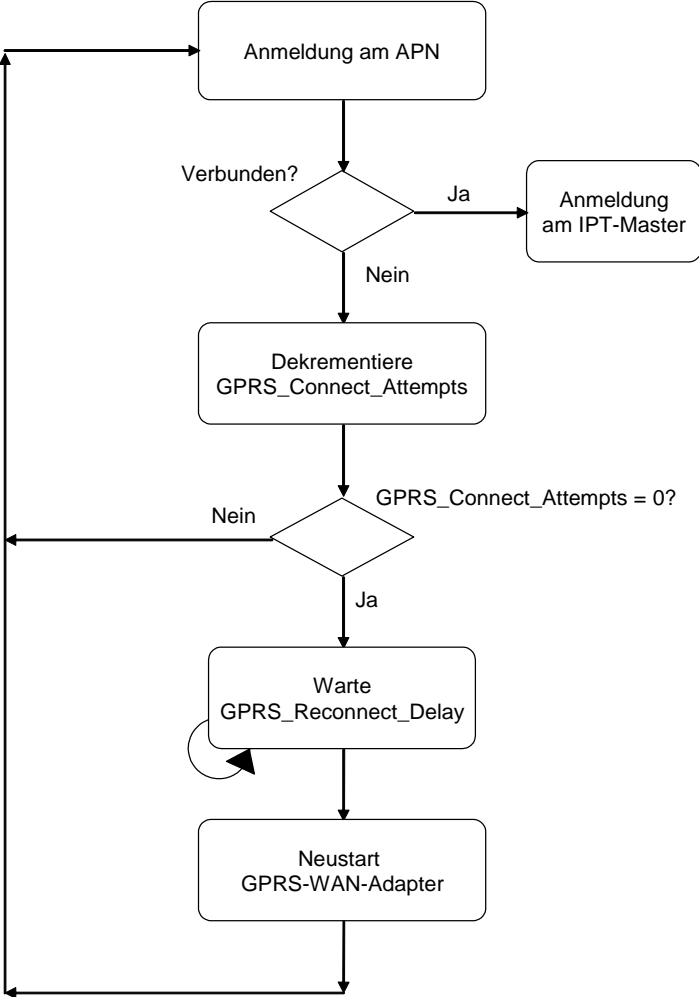 Anmeldung am APN
Verbunden?
Ja
Anmeldung
am IPT-Master
Nein
Dekrementiere
GPRS_Connect_Attempts
GPRS_Connect_Attempts = 0?
Nein
Ja
Warte
GPRS_Reconnect_Delay
Neustart
GPRS-WAN-Adapter